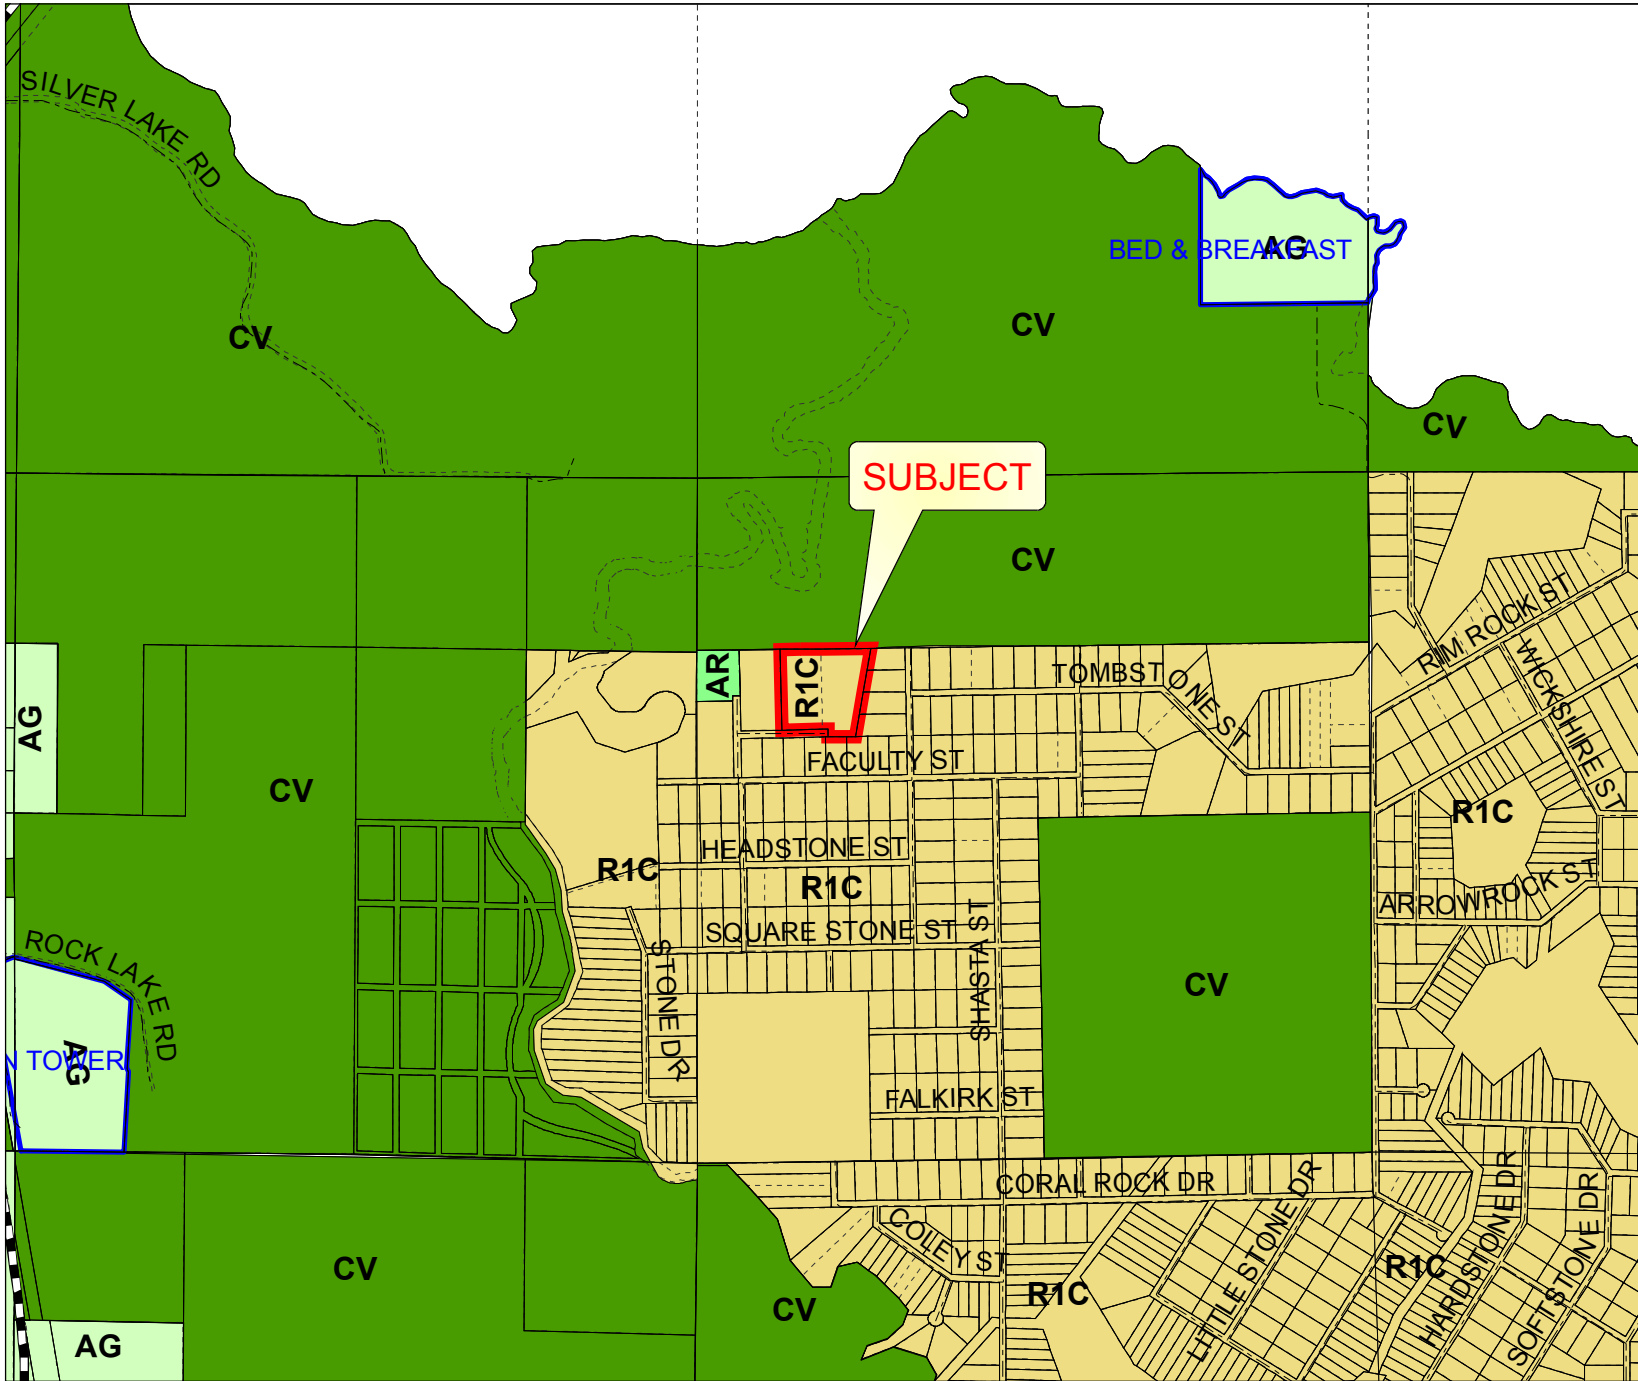 SILVER LAKE RD
BED & BREAKFAST
AG
CV
CV
CV
SUBJECT
CV
RIM ROCK ST
WICKSHIRE ST
AR
R1C
TOMBSTONE ST
AG
FACULTY ST
CV
R1C
HEADSTONE ST
R1C
R1C
ARROWROCK ST
SQUARE STONE ST
STONE DR
SHASTA ST
ROCK LAKE RD
CV
N TOWER
AG
FALKIRK ST
CORAL ROCK DR
COLEY ST
LITTLE STONE DR
HARDSTONE DR
SOFTSTONE DR
CV
R1C
R1C
CV
AG